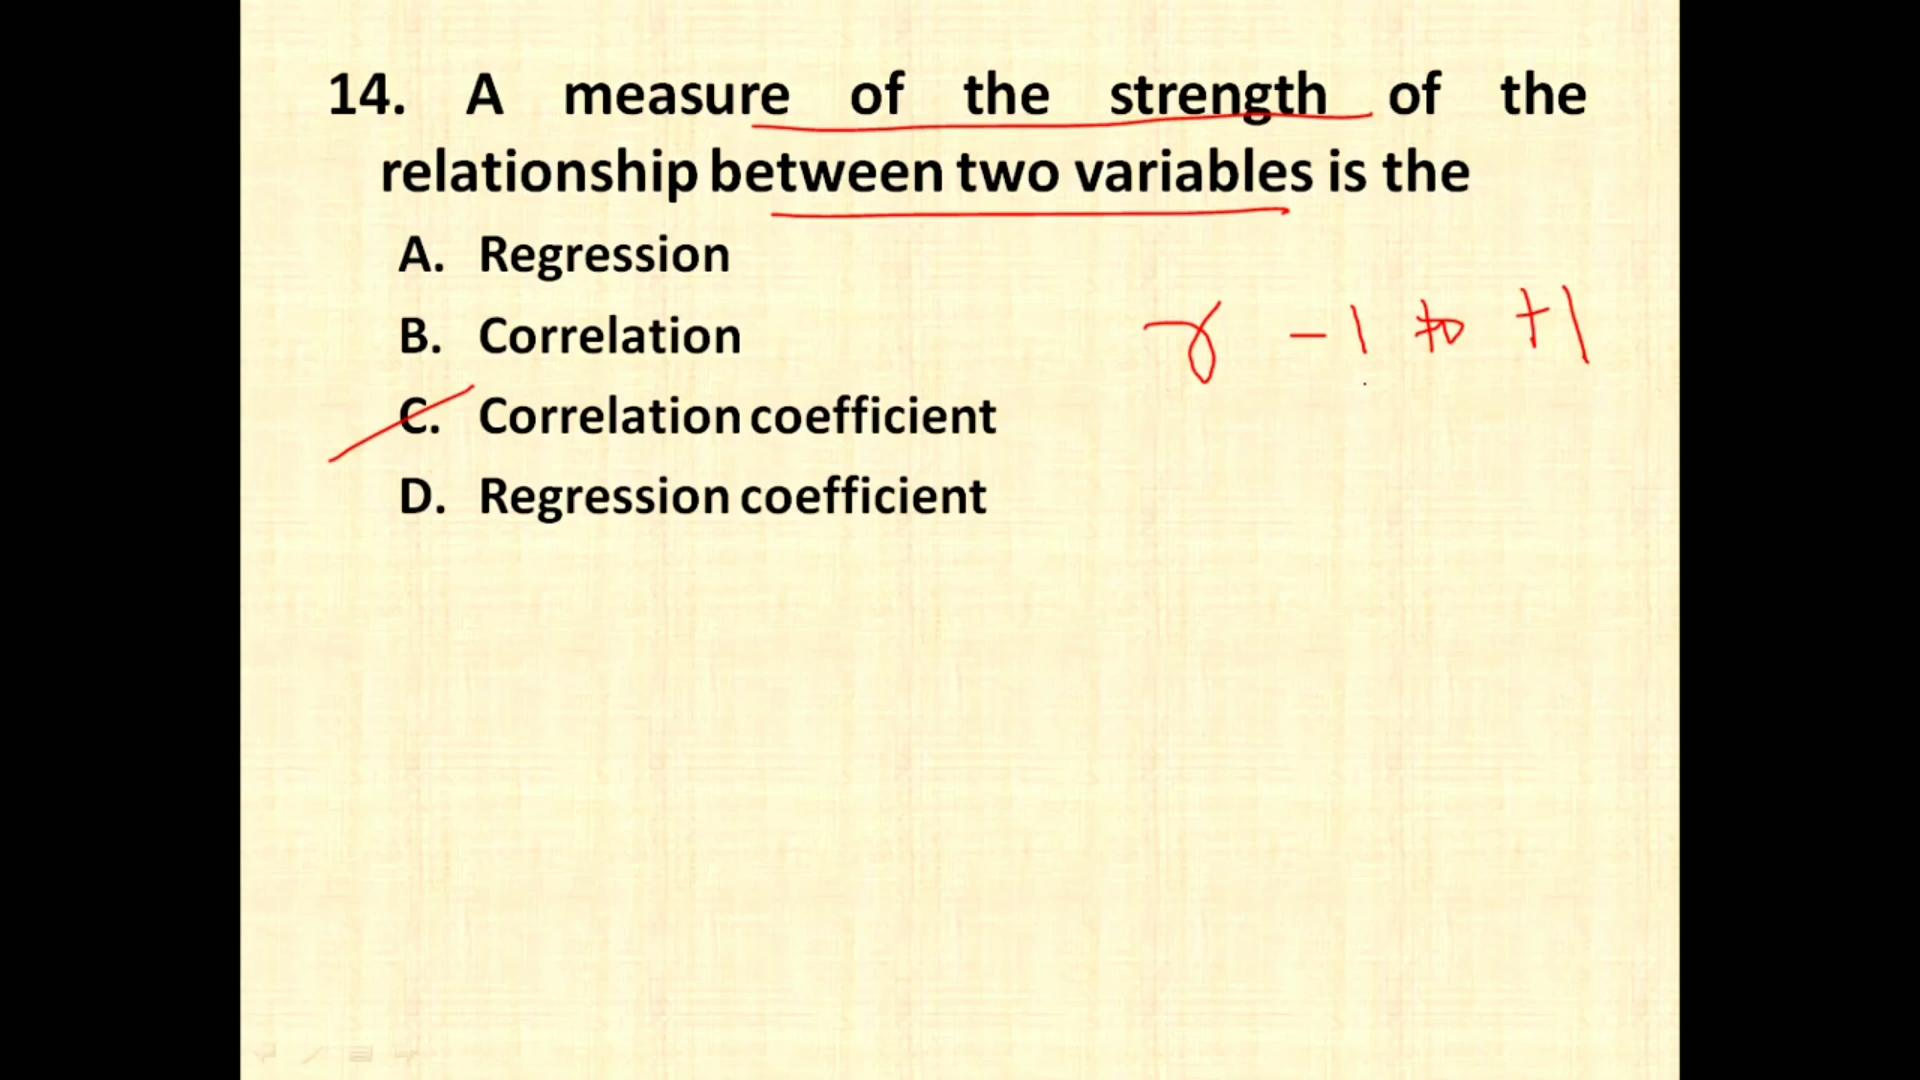 14. A measure of the strength of the
relationship between two variables is the
A. Regression
B. Correlation
r -1 to +1
C. Correlation coefficient
D. Regression coefficient